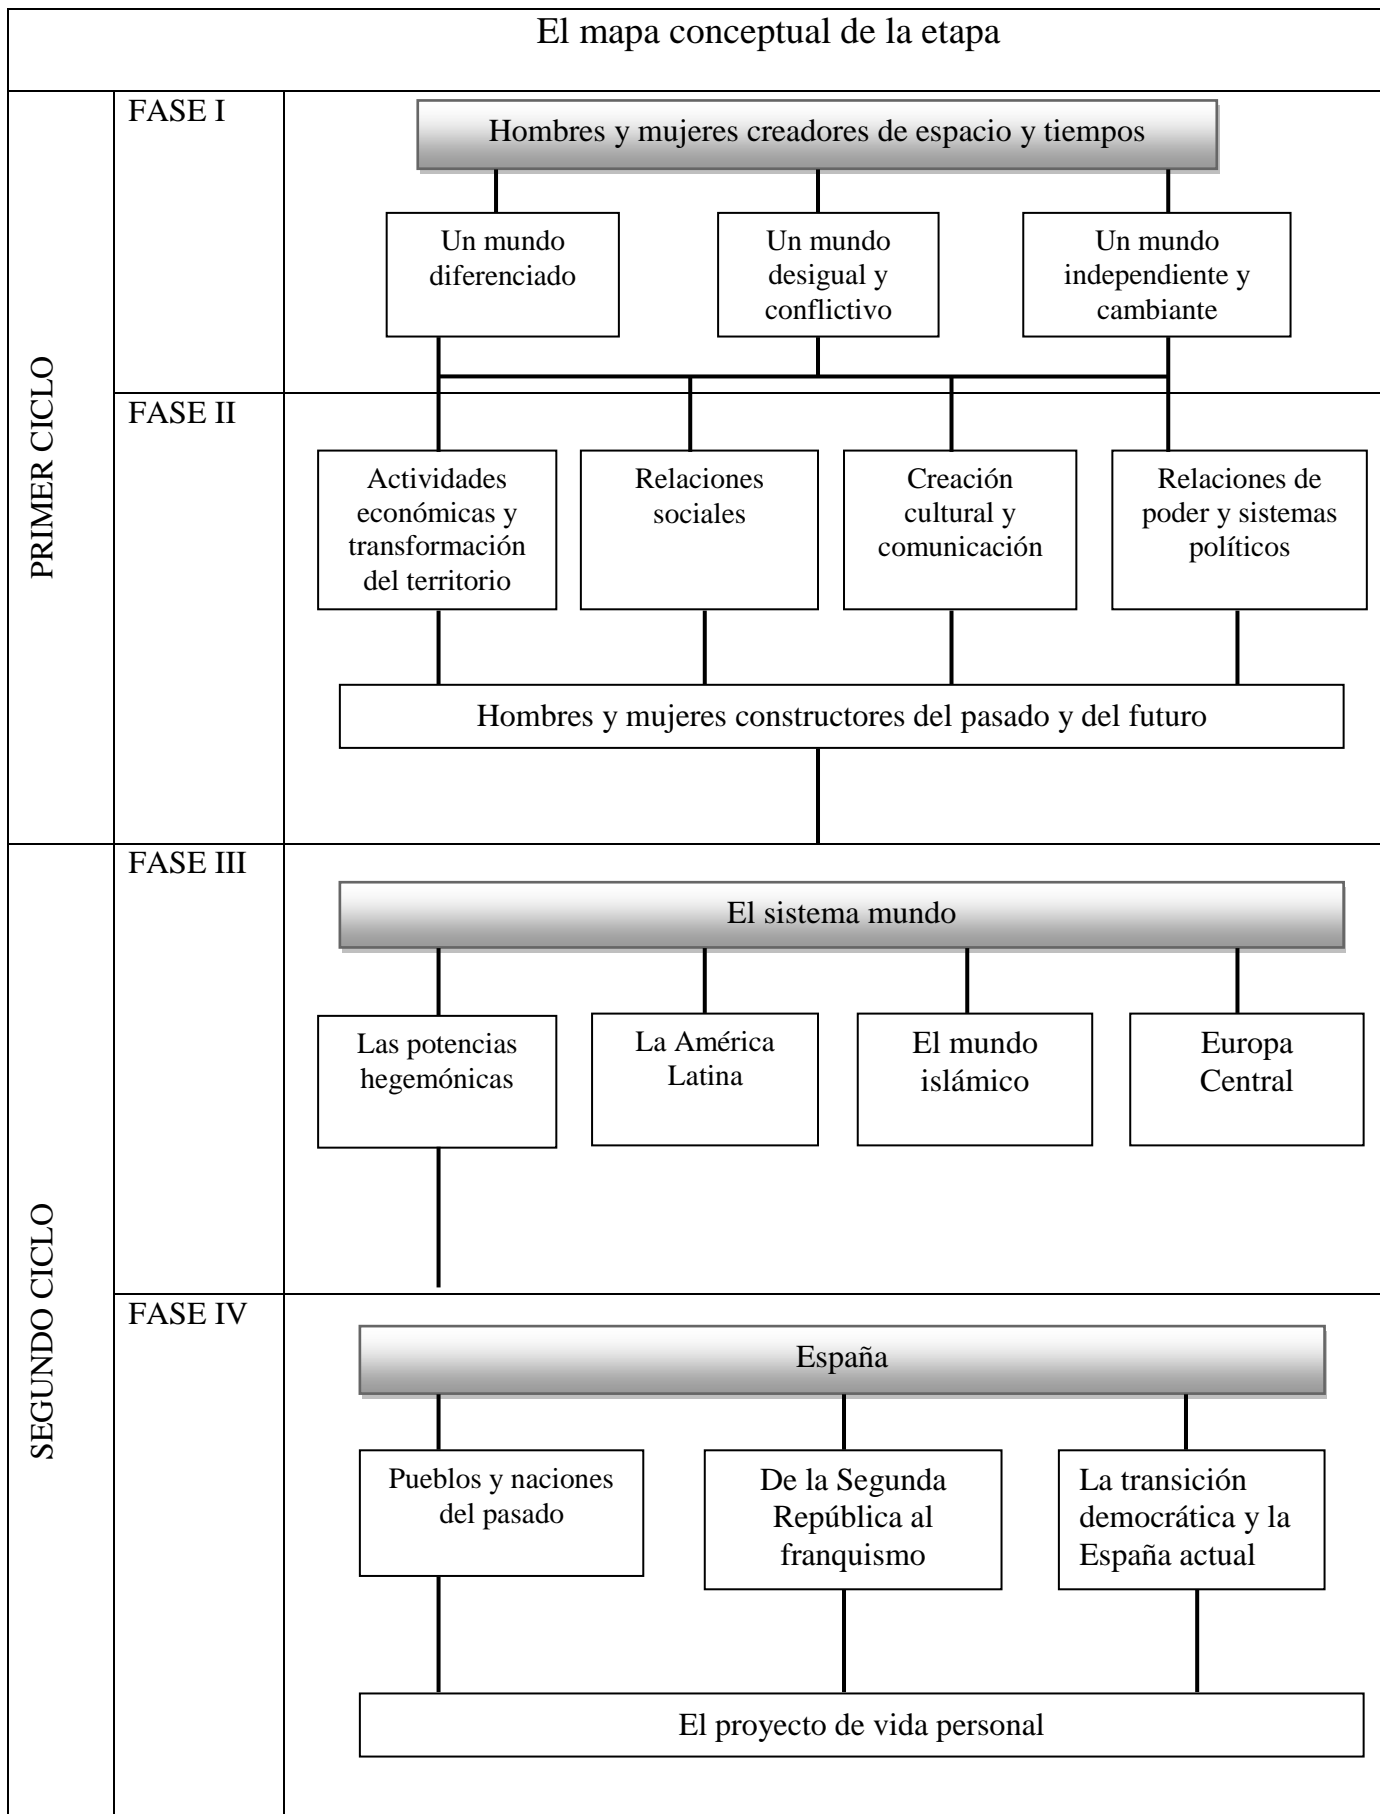 El mapa conceptual de la etapa
PRIMER CICLO
FASE I
Hombres y mujeres creadores de espacio y tiempos
Un mundo
diferenciado
Un mundo
desigual y
conflictivo
Un mundo
independiente y
cambiante
FASE II
Actividades
económicas y
transformación
del territorio
Relaciones
sociales
Creación
cultural y
comunicación
Relaciones de
poder y sistemas
políticos
Hombres y mujeres constructores del pasado y del futuro
SEGUNDO CICLO
FASE III
El sistema mundo
Las potencias
hegemónicas
La América
Latina
El mundo
islámico
Europa
Central
FASE IV
España
Pueblos y naciones
del pasado
De la Segunda
República al
franquismo
La transición
democrática y la
España actual
El proyecto de vida personal